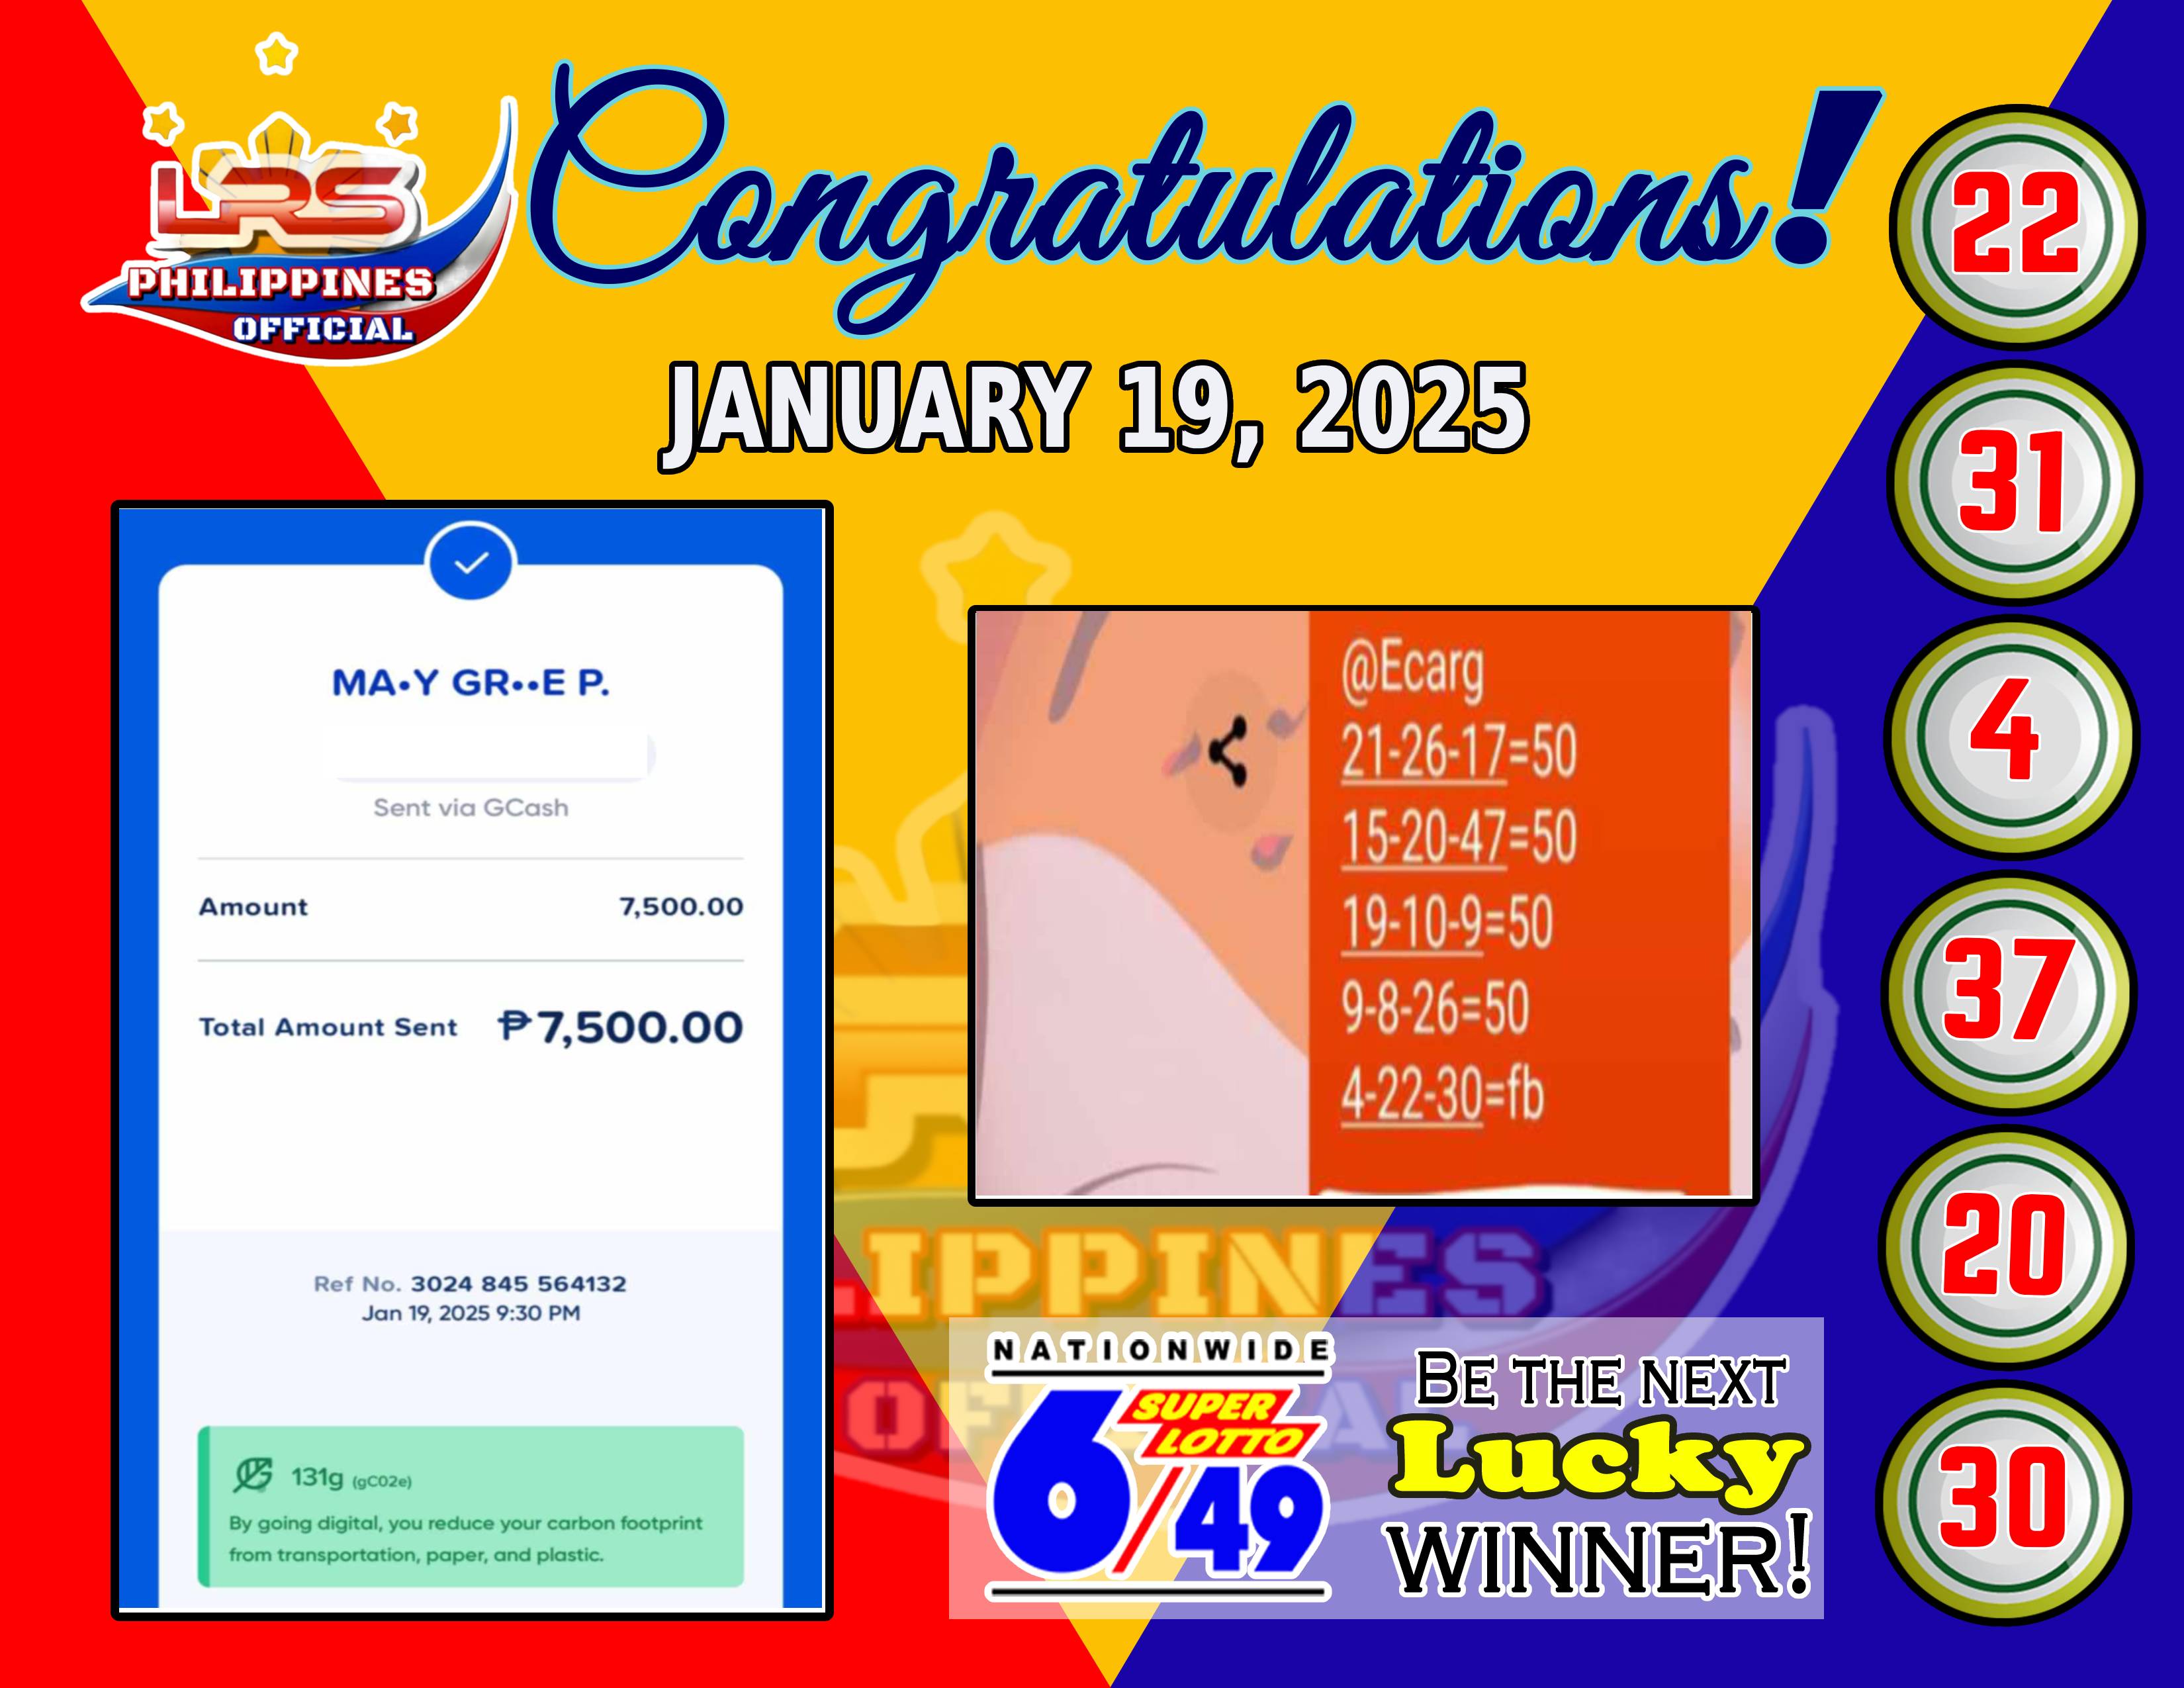 LRS
PHILIPPINES
OFFICIAL
Congratulations!
JANUARY 19, 2025
MA•Y GR••E P.
Sent via GCash
Amount 7,500.00
Total Amount Sent ₱7,500.00
Ref No. 3024 845 564132
Jan 19, 2025 9:30 PM
131g (gCO2e)
By going digital, you reduce your carbon footprint
from transportation, paper, and plastic.
@Ecarg
21-26-17=50
15-20-47=50
19-10-9=50
9-8-26=50
4-22-30=fb
LIPPINES
NATIONWIDE
SUPER
LOTTO
6/49
BE THE NEXT
Lucky
WINNER!
22
31
4
37
20
30